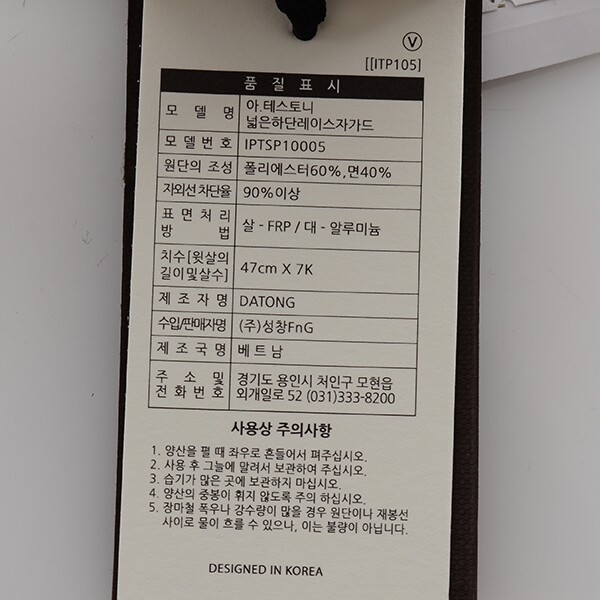 Ⓥ
[[ITP105]
품 질 표 시
모 델 명 아.테스토니
넓은하단레이스자가드
모 델 번 호 IPTSP10005
원단의 조성 폴리에스터60%,면40%
자외선 차단율 90%이상
표 면 처 리
방 법 살 - FRP / 대 - 알루미늄
치수[윗살의
길이및살수] 47cm X 7K
제 조 자 명 DATONG
수입/판매자명 (주)성창FnG
제 조 국 명 베트남
주 소 및 경기도 용인시 처인구 모현읍
전 화 번 호 외개일로 52 (031)333-8200
사용상 주의사항
1. 양산을 펼 때 좌우로 흔들어서 펴주십시오.
2. 사용 후 그늘에 말려서 보관하여 주십시오.
3. 습기가 많은 곳에 보관하지 마십시오.
4. 양산의 중봉이 휘지 않도록 주의 하십시오.
5. 장마철 폭우나 강수량이 많을 경우 원단이나 재봉선
사이로 물이 흐를 수 있으나, 이는 불량이 아닙니다.
DESIGNED IN KOREA